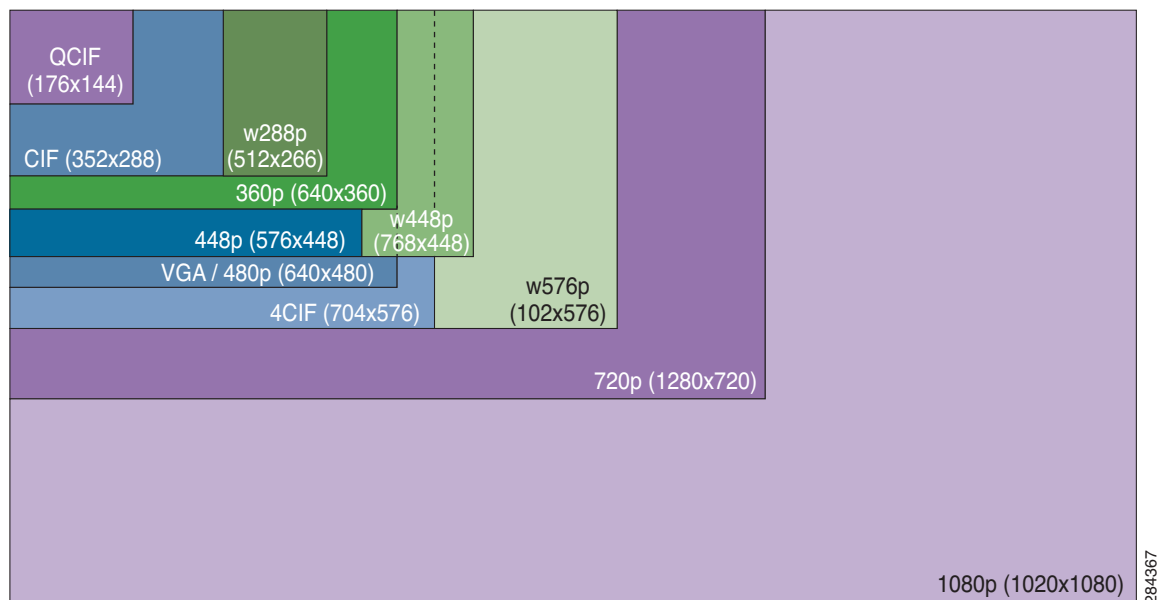 QCIF
(176x144)
w288p
(512x266)
CIF (352x288)
360p (640x360)
w448p
(768x448)
448p (576x448)
VGA / 480p (640x480)
w576p
(102x576)
4CIF (704x576)
720p (1280x720)
1080p (1020x1080)
284367